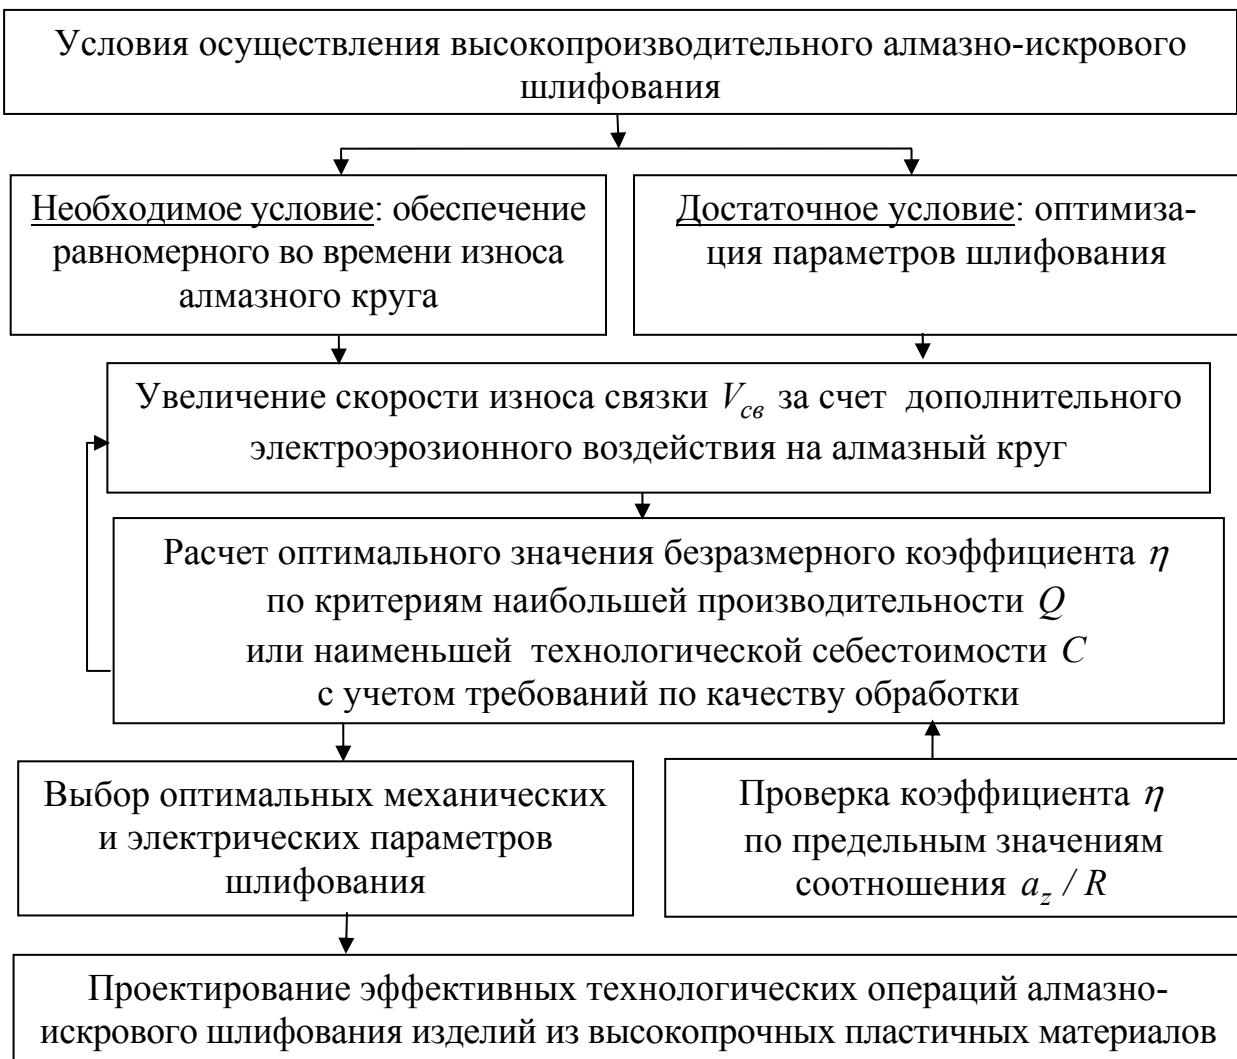 Условия осуществления высокопроизводительного алмазно-искрового
шлифования
Необходимое условие: обеспечение
равномерного во времени износа
алмазного круга
Достаточное условие: оптимиза-
ция параметров шлифования
Увеличение скорости износа связки V_св за счет дополнительного
электроэрозионного воздействия на алмазный круг
Расчет оптимального значения безразмерного коэффициента η
по критериям наибольшей производительности Q
или наименьшей технологической себестоимости C
с учетом требований по качеству обработки
Выбор оптимальных механических
и электрических параметров
шлифования
Проверка коэффициента η
по предельным значениям
соотношения a_z / R
Проектирование эффективных технологических операций алмазно-
искрового шлифования изделий из высокопрочных пластичных материалов